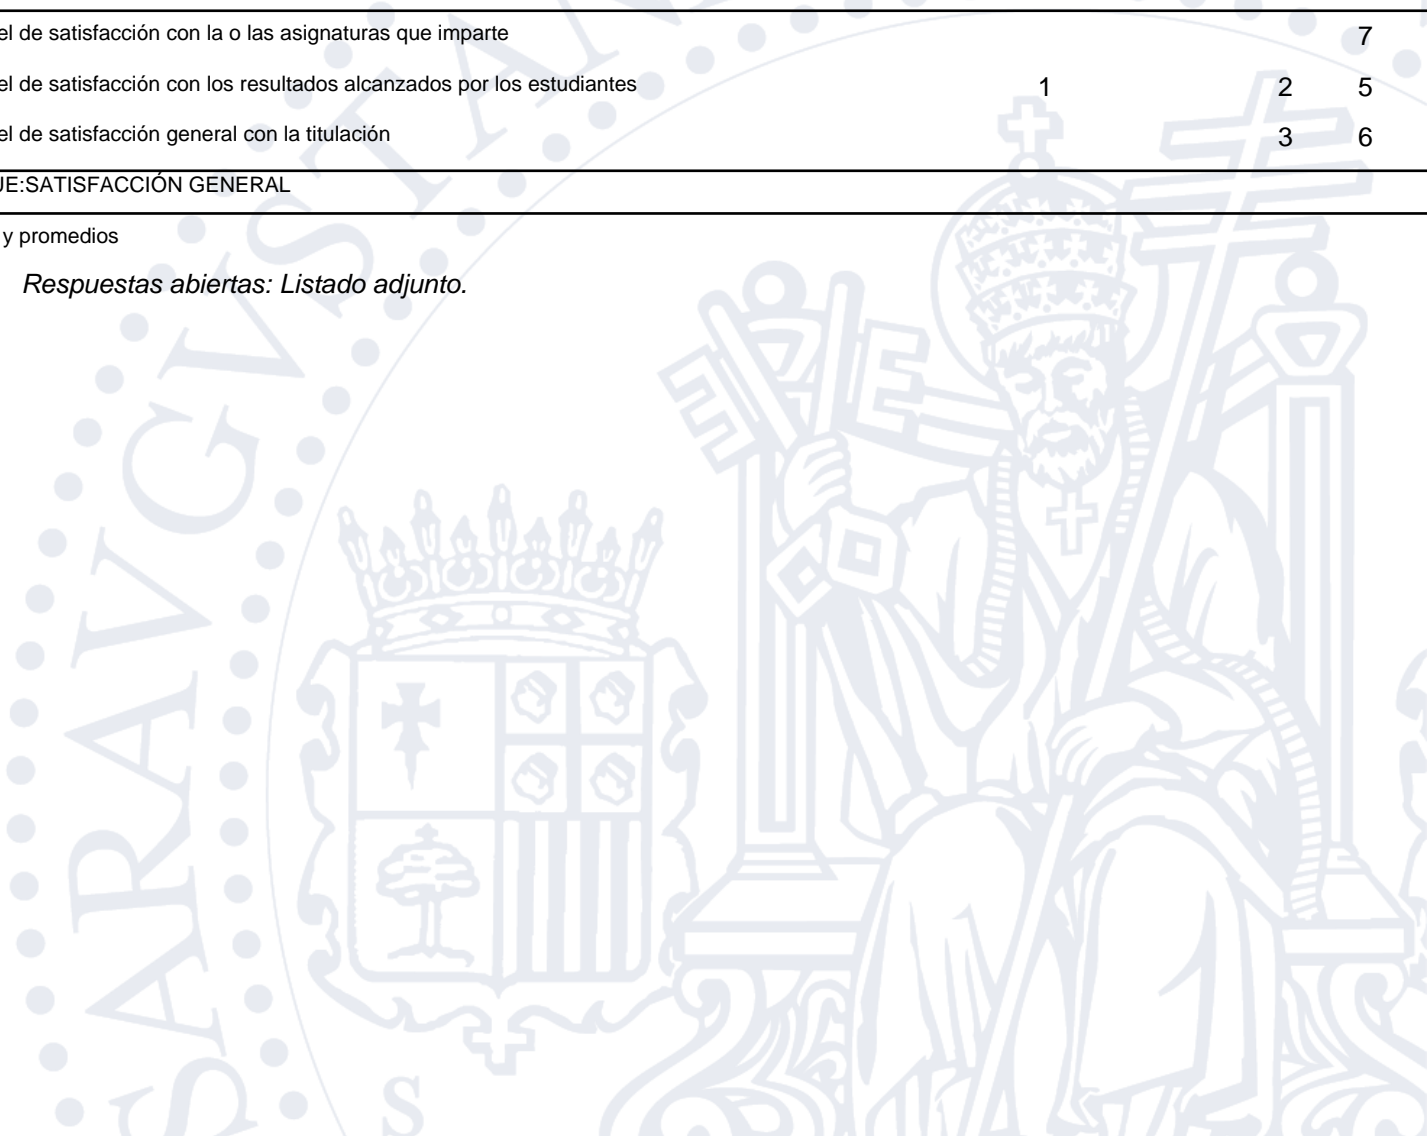 el de satisfacción con la o las asignaturas que imparte 7
el de satisfacción con los resultados alcanzados por los estudiantes 1 2 5
el de satisfacción general con la titulación 3 6
UE:SATISFACCIÓN GENERAL
y promedios
Respuestas abiertas: Listado adjunto.
SARAVGVSTAN
S